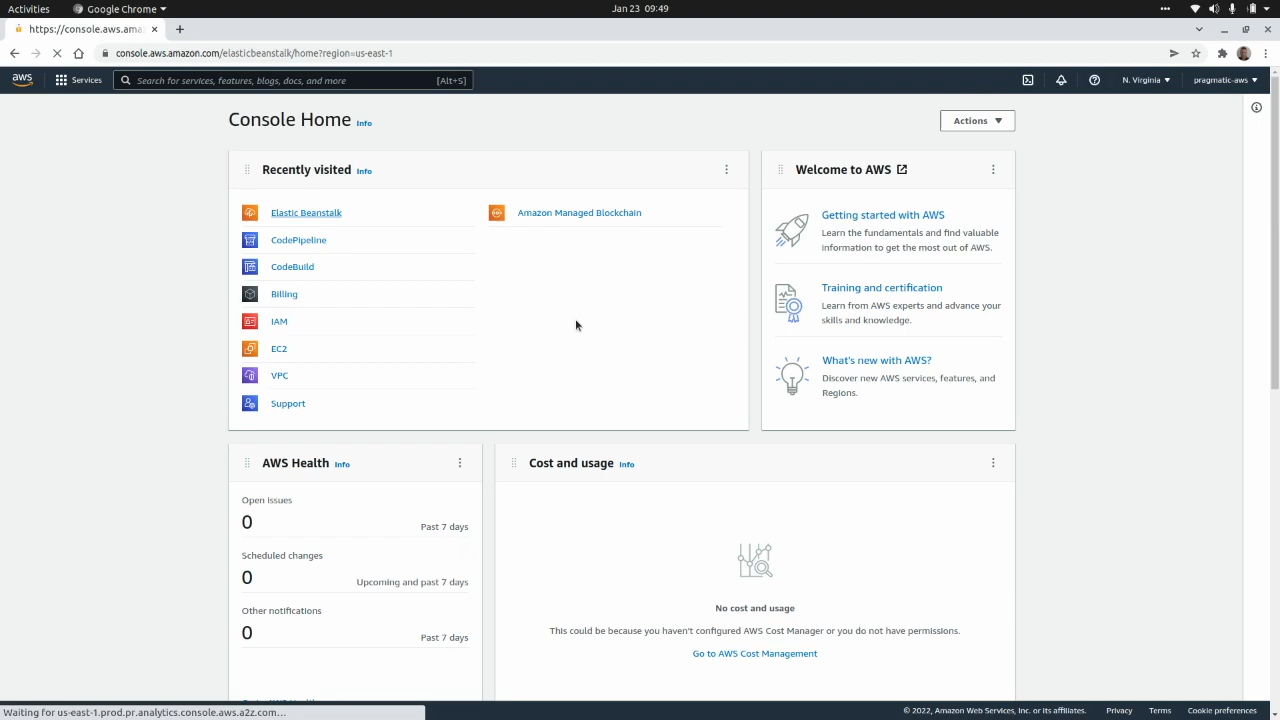 Activities
Google Chrome
Jan 23 09:49
https://console.aws.ama
console.aws.amazon.com/elasticbeanstalk/home?region=us-east-1
aws
Services
Search for services, features, blogs, docs, and more
[Alt+S]
N. Virginia
pragmatic-aws
Console Home Info
Actions
Recently visited Info
Elastic Beanstalk
CodePipeline
CodeBuild
Billing
IAM
EC2
VPC
Support
Amazon Managed Blockchain
Welcome to AWS
Getting started with AWS
Learn the fundamentals and find valuable
information to get the most out of AWS.
Training and certification
Learn from AWS experts and advance your
skills and knowledge.
What's new with AWS?
Discover new AWS services, features, and
Regions.
AWS Health Info
Open issues
0
Past 7 days
Scheduled changes
0
Upcoming and past 7 days
Other notifications
0
Past 7 days
Cost and usage Info
No cost and usage
This could be because you haven't configured AWS Cost Manager or you do not have permissions.
Go to AWS Cost Management
Waiting for us-east-1.prod.pr.analytics.console.aws.a2z.com...
© 2022, Amazon Web Services, Inc. or its affiliates.
Privacy
Terms
Cookie preferences